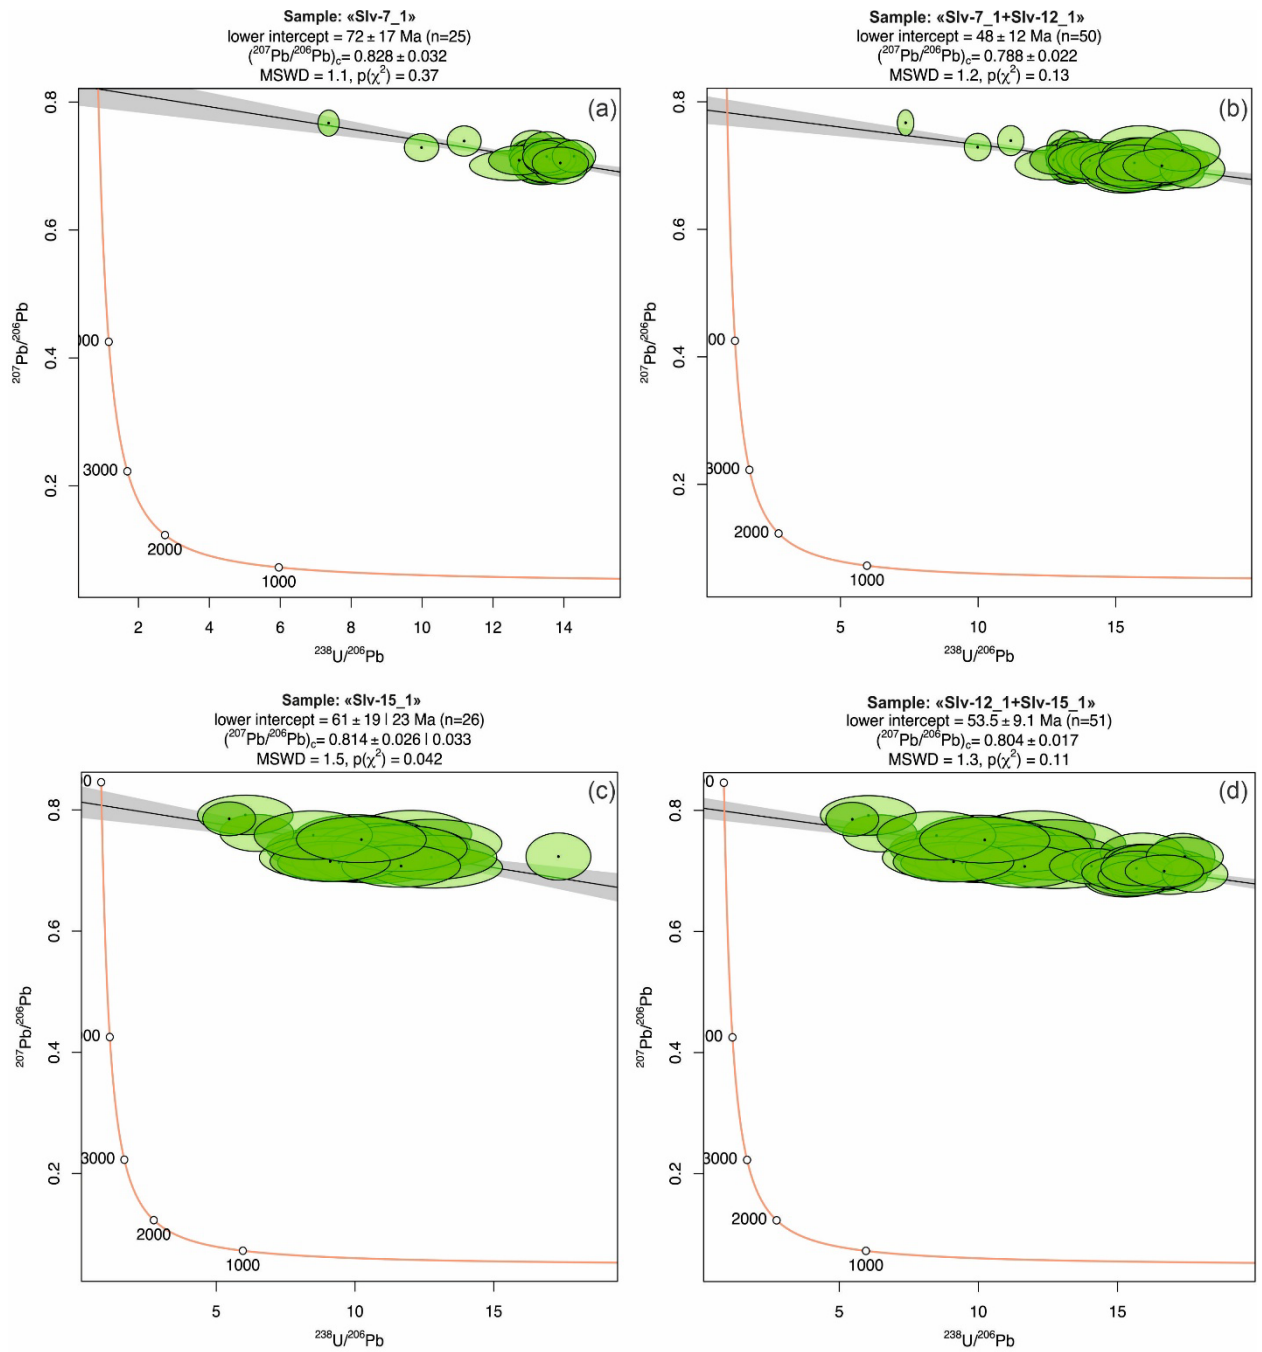 Sample: «Slv-7_1»
lower intercept = 72 ± 17 Ma (n=25)
(²⁰⁷Pb/²⁰⁶Pb)c= 0.828 ± 0.032
MSWD = 1.1, p(χ²) = 0.37
(a)
0.8
0.6
0.4
0.2
²⁰⁷Pb/²⁰⁶Pb
00
3000
2000
1000
2 4 6 8 10 12 14
²³⁸U/²⁰⁶Pb
Sample: «Slv-7_1+Slv-12_1»
lower intercept = 48 ± 12 Ma (n=50)
(²⁰⁷Pb/²⁰⁶Pb)c= 0.788 ± 0.022
MSWD = 1.2, p(χ²) = 0.13
(b)
0.8
0.6
0.4
0.2
²⁰⁷Pb/²⁰⁶Pb
00
3000
2000
1000
5 10 15
²³⁸U/²⁰⁶Pb
Sample: «Slv-15_1»
lower intercept = 61 ± 19 | 23 Ma (n=26)
(²⁰⁷Pb/²⁰⁶Pb)c= 0.814 ± 0.026 | 0.033
MSWD = 1.5, p(χ²) = 0.042
(c)
0.8
0.6
0.4
0.2
²⁰⁷Pb/²⁰⁶Pb
0
00
3000
2000
1000
5 10 15
²³⁸U/²⁰⁶Pb
Sample: «Slv-12_1+Slv-15_1»
lower intercept = 53.5 ± 9.1 Ma (n=51)
(²⁰⁷Pb/²⁰⁶Pb)c= 0.804 ± 0.017
MSWD = 1.3, p(χ²) = 0.11
(d)
0.8
0.6
0.4
0.2
²⁰⁷Pb/²⁰⁶Pb
0
00
3000
2000
1000
5 10 15
²³⁸U/²⁰⁶Pb